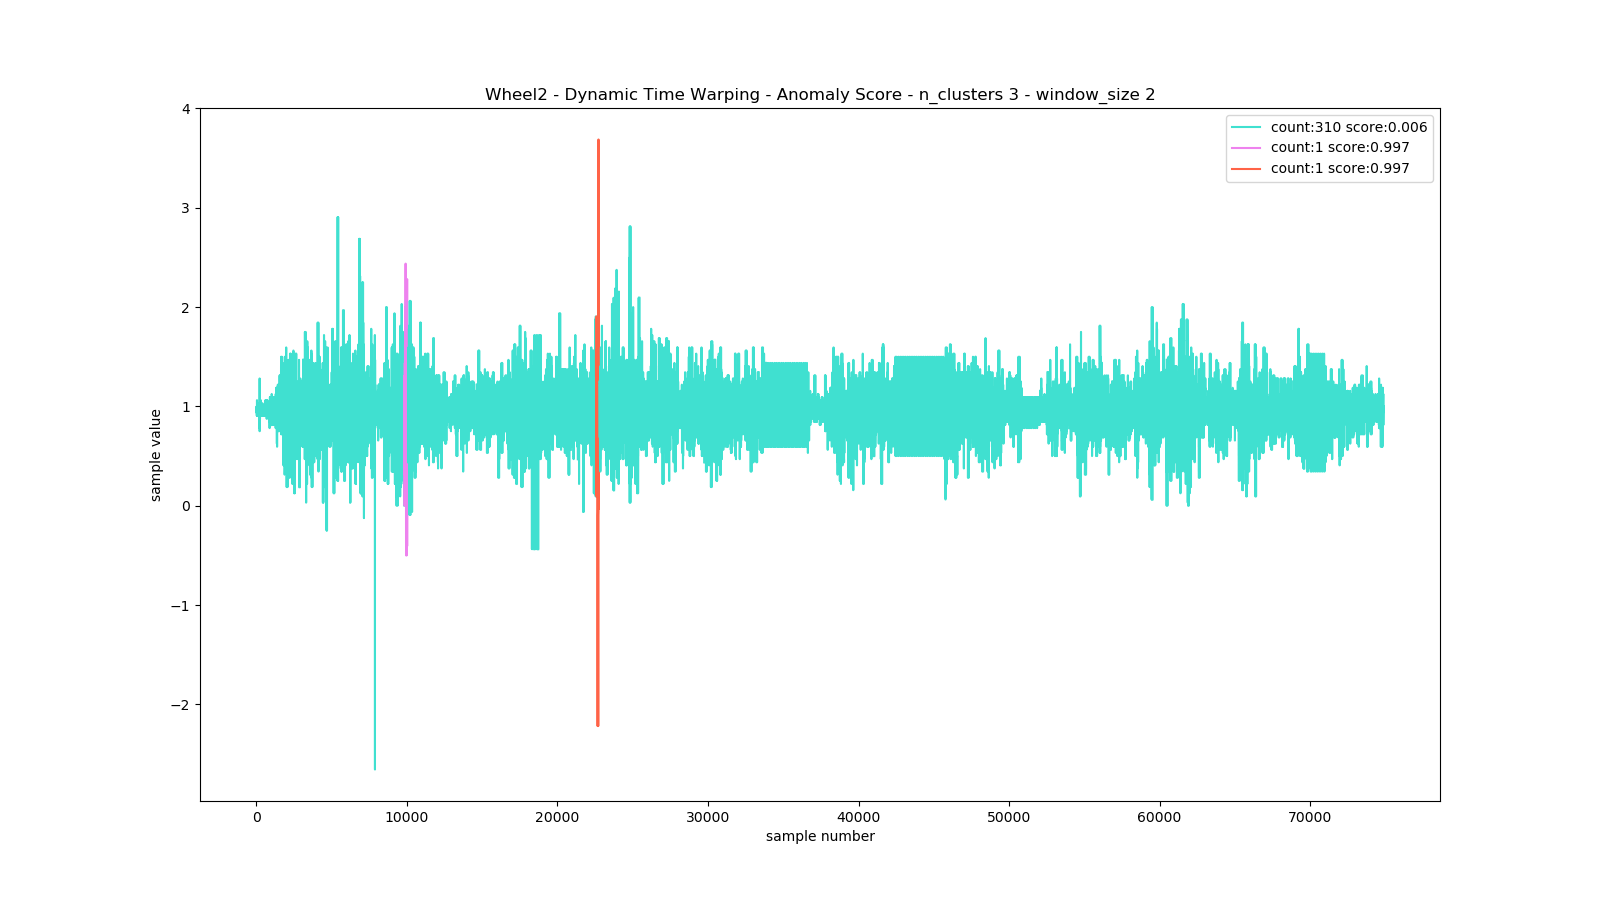 Wheel2 - Dynamic Time Warping - Anomaly Score - n_clusters 3 - window_size 2
count:310 score:0.006
count:1 score:0.997
count:1 score:0.997
sample value
4
3
2
1
0
−1
−2
0 10000 20000 30000 40000 50000 60000 70000
sample number